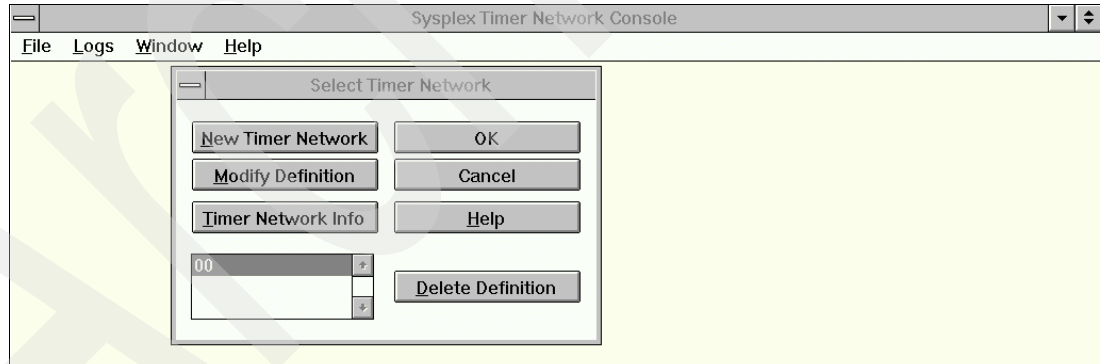 Sysplex Timer Network Console
File Logs Window Help
Select Timer Network
New Timer Network OK
Modify Definition Cancel
Timer Network Info Help
00
Delete Definition